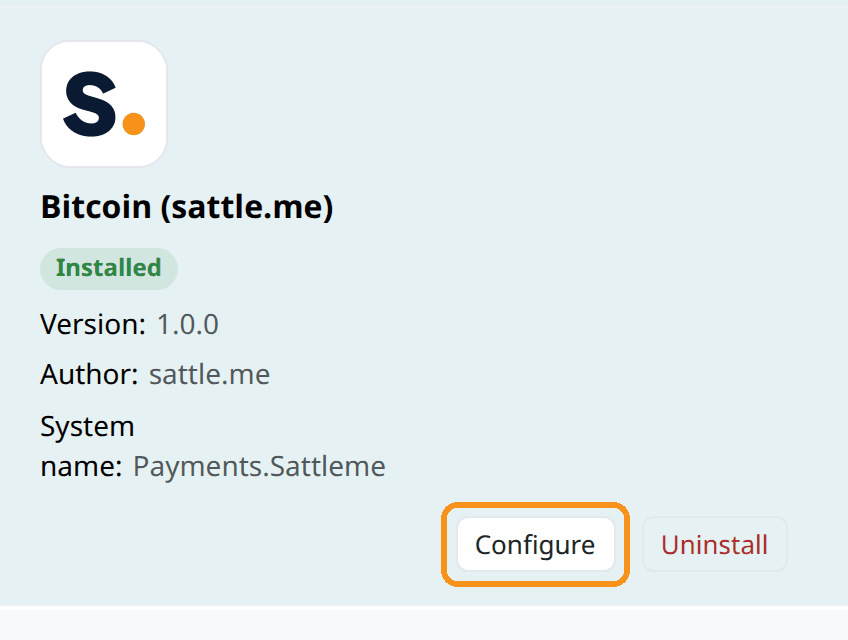 S.
Bitcoin (sattle.me)
Installed
Version: 1.0.0
Author: sattle.me
System
name: Payments.Sattleme
Configure Uninstall